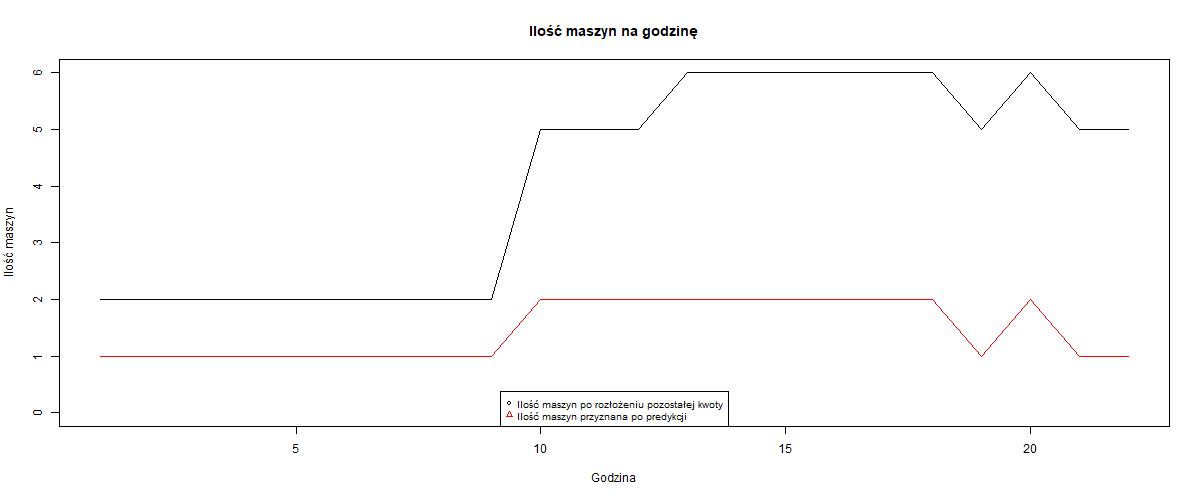 Ilość maszyn na godzinę
Ilość maszyn
6
5
4
3
2
1
0
Ilość maszyn po rozłożeniu pozostałej kwoty
Ilość maszyn przyznana po predykcji
5 10 15 20
Godzina